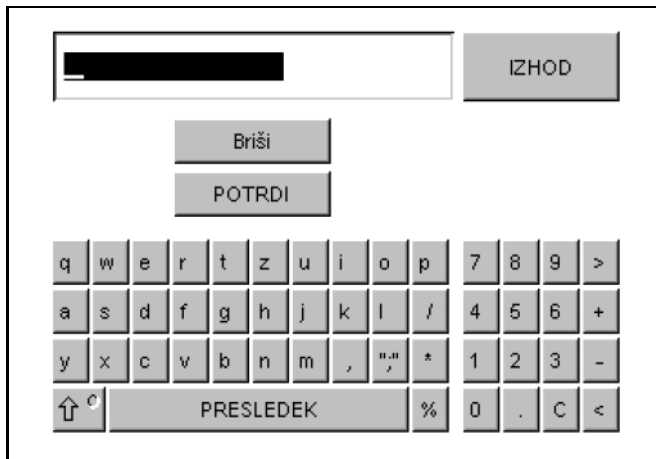 IZHOD
Briši
POTRDI
q w e r t z u i o p 7 8 9 >
a s d f g h j k l / 4 5 6 +
y x c v b n m , ";" * 1 2 3 -
PRESLEDEK % 0 . C <